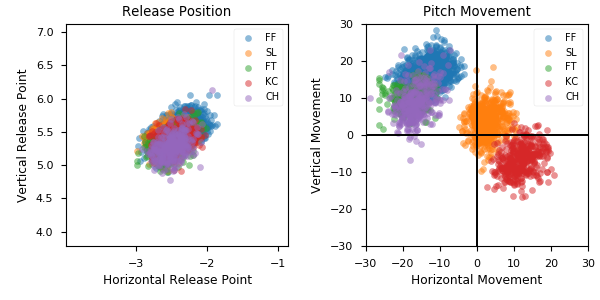 Release Position
Vertical Release Point
7.0
6.5
6.0
5.5
5.0
4.5
4.0
FF
SL
FT
KC
CH
−3
−2
−1
Horizontal Release Point
Pitch Movement
Vertical Movement
30
20
10
0
−10
−20
−30
FF
SL
FT
KC
CH
−30
−20
−10
0
10
20
30
Horizontal Movement